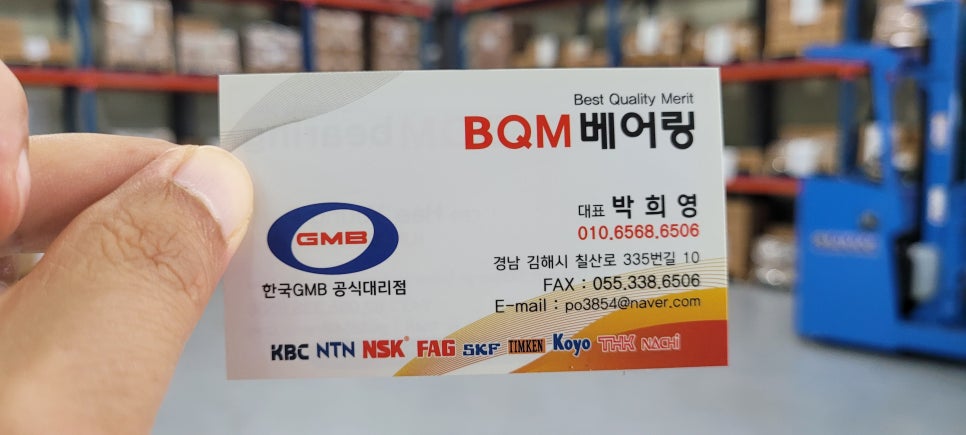 Best Quality Merit
BQM베어링
GMB
한국GMB 공식대리점
대표 박 희 영
010.6568.6506
경남 김해시 칠산로 335번길 10
FAX : 055.338.6506
E-mail : po3854@naver.com
KBC NTN NSK® FAG SKF TIMKEN Koyo THK NACHi